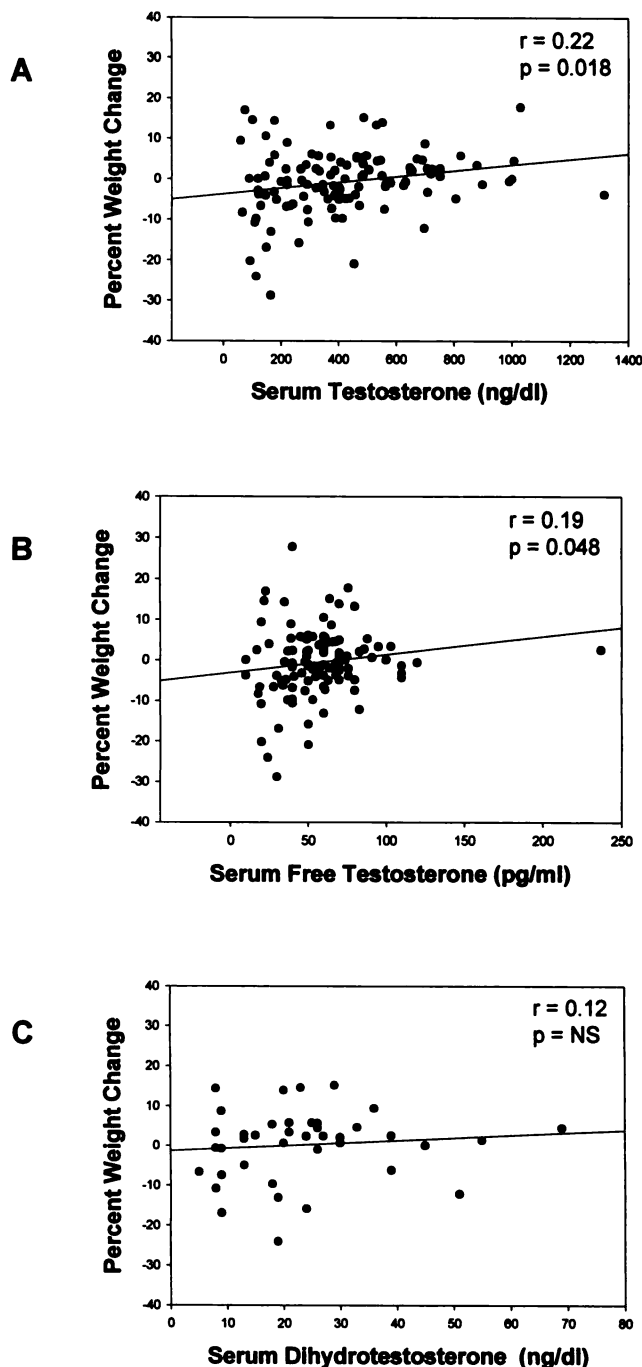 A
r = 0.22
p = 0.018
Percent Weight Change
40
30
20
10
0
-10
-20
-30
-40
0 200 400 600 800 1000 1200 1400
Serum Testosterone (ng/dl)
B
r = 0.19
p = 0.048
Percent Weight Change
40
30
20
10
0
-10
-20
-30
-40
0 50 100 150 200 250
Serum Free Testosterone (pg/ml)
C
r = 0.12
p = NS
Percent Weight Change
40
30
20
10
0
-10
-20
-30
-40
0 10 20 30 40 50 60 70 80
Serum Dihydrotestosterone (ng/dl)